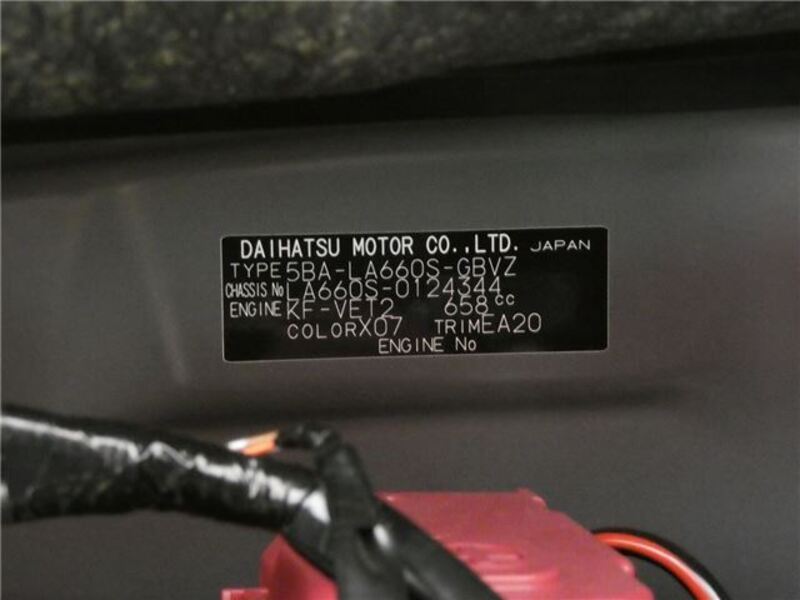 DAIHATSU MOTOR CO.,LTD. JAPAN
TYPE 5BA-LA660S-GBVZ
CHASSIS No LA660S-0124344
ENGINE KF-VET2 658cc
COLOR X07 TRIM EA20
ENGINE No